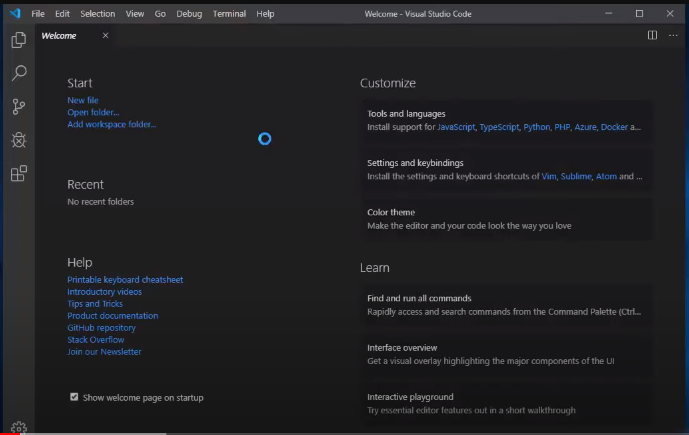 File Edit Selection View Go Debug Terminal Help
Welcome - Visual Studio Code
Welcome
Start
New file
Open folder...
Add workspace folder...
Recent
No recent folders
Help
Printable keyboard cheatsheet
Introductory videos
Tips and Tricks
Product documentation
GitHub repository
Stack Overflow
Join our Newsletter
Show welcome page on startup
Customize
Tools and languages
Install support for JavaScript, TypeScript, Python, PHP, Azure, Docker a...
Settings and keybindings
Install the settings and keyboard shortcuts of Vim, Sublime, Atom and ...
Color theme
Make the editor and your code look the way you love
Learn
Find and run all commands
Rapidly access and search commands from the Command Palette (Ctrl...
Interface overview
Get a visual overlay highlighting the major components of the UI
Interactive playground
Try essential editor features out in a short walkthrough